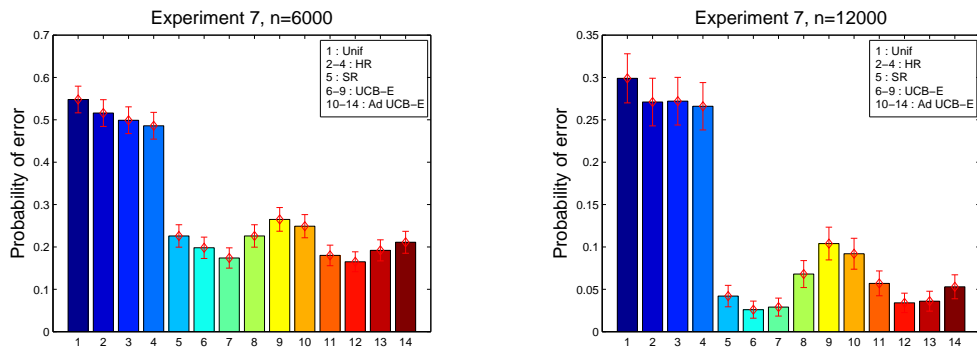 Experiment 7, n=6000
Probability of error
0.7
0.6
0.5
0.4
0.3
0.2
0.1
0
1 : Unif
2−4 : HR
5 : SR
6−9 : UCB−E
10−14 : Ad UCB−E
1 2 3 4 5 6 7 8 9 10 11 12 13 14
Experiment 7, n=12000
Probability of error
0.35
0.3
0.25
0.2
0.15
0.1
0.05
0
1 : Unif
2−4 : HR
5 : SR
6−9 : UCB−E
10−14 : Ad UCB−E
1 2 3 4 5 6 7 8 9 10 11 12 13 14